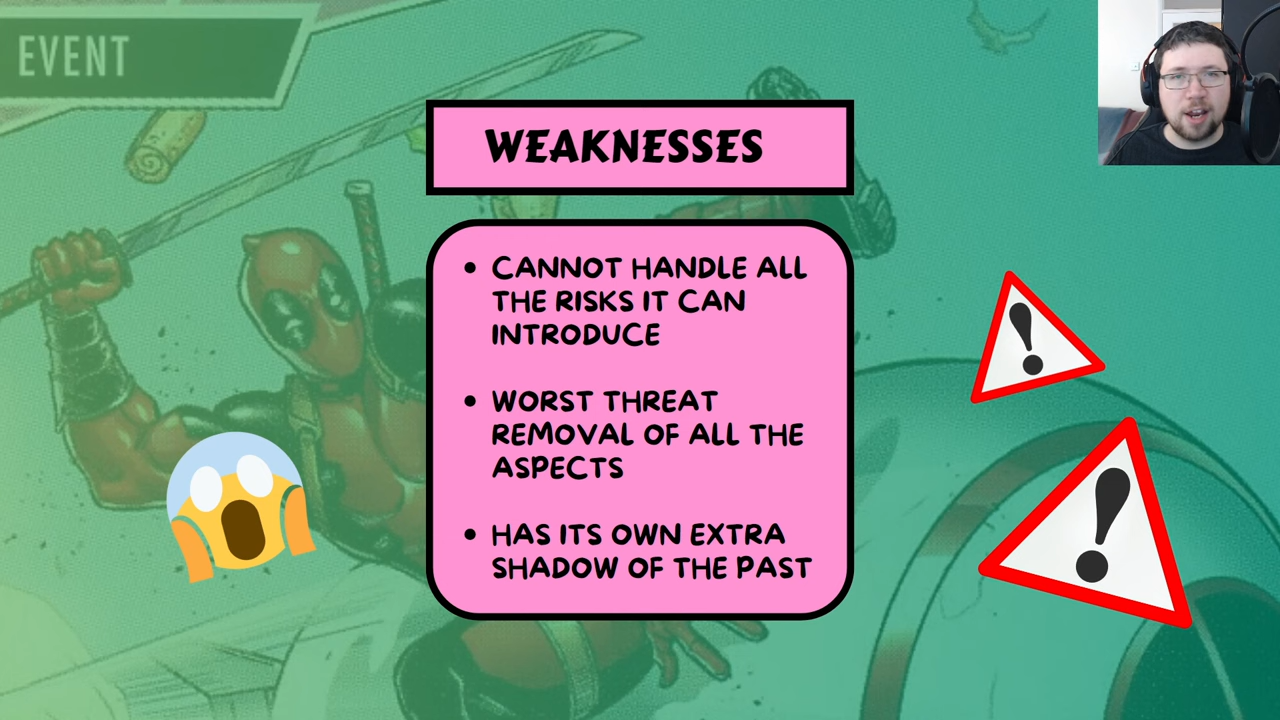 EVENT
WEAKNESSES
• CANNOT HANDLE ALL
THE RISKS IT CAN
INTRODUCE
• WORST THREAT
REMOVAL OF ALL THE
ASPECTS
• HAS ITS OWN EXTRA
SHADOW OF THE PAST